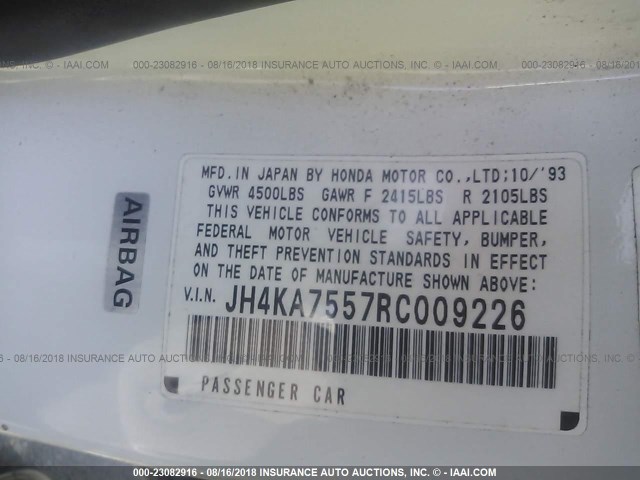 000-23082916 - 08/16/2018 INSURANCE AUTO AUCTIONS, INC. - © - IAAI.COM
MFD.IN JAPAN BY HONDA MOTOR CO.,LTD;10/'93
GVWR 4500LBS GAWR F 2415LBS R 2105LBS
THIS VEHICLE CONFORMS TO ALL APPLICABLE
FEDERAL MOTOR VEHICLE SAFETY, BUMPER,
AND THEFT PREVENTION STANDARDS IN EFFECT
ON THE DATE OF MANUFACTURE SHOWN ABOVE:
V.I.N. JH4KA7557RC009226
PASSENGER CAR
AIRBAG
000-23082916 - 08/16/2018 INSURANCE AUTO AUCTIONS, INC. - © - IAAI.COM